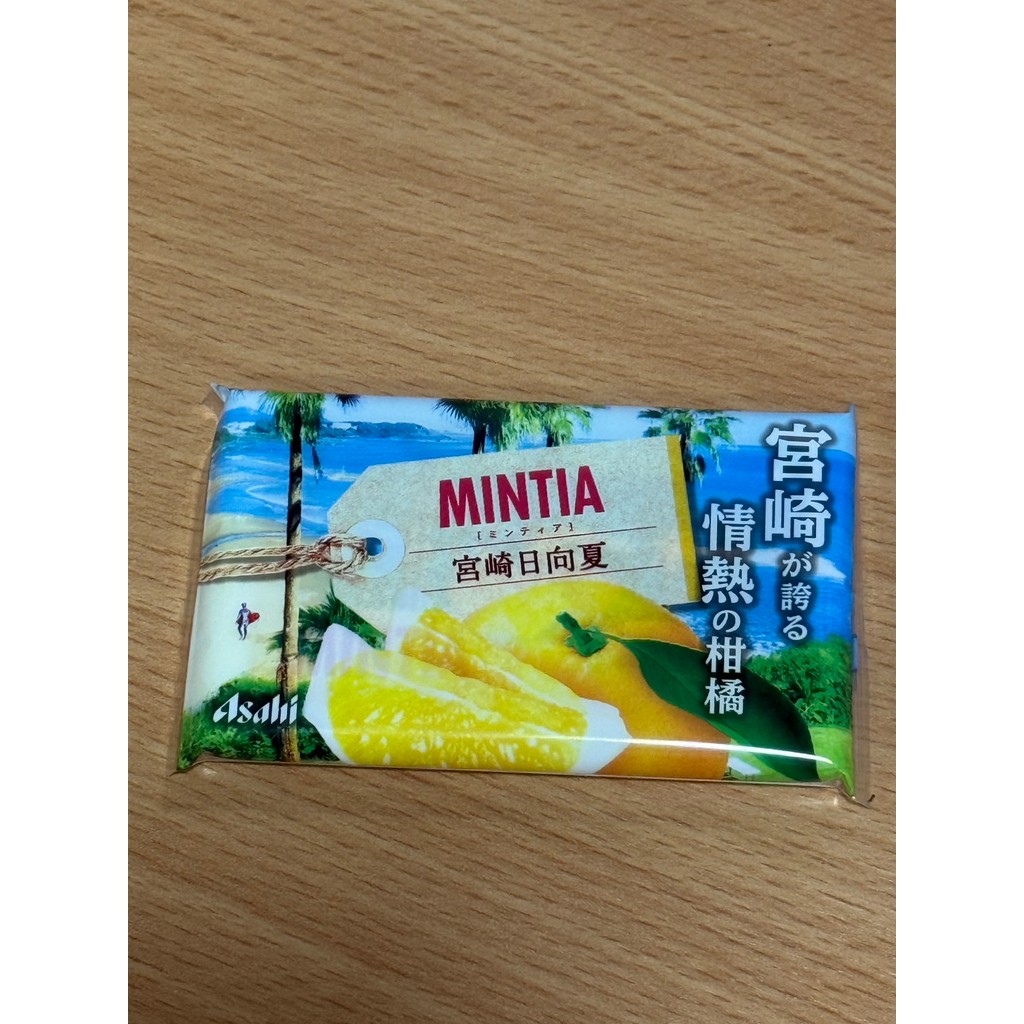 MINTIA
[ミンティア]
宮崎日向夏
宮崎が誇る
情熱の柑橘
Asahi